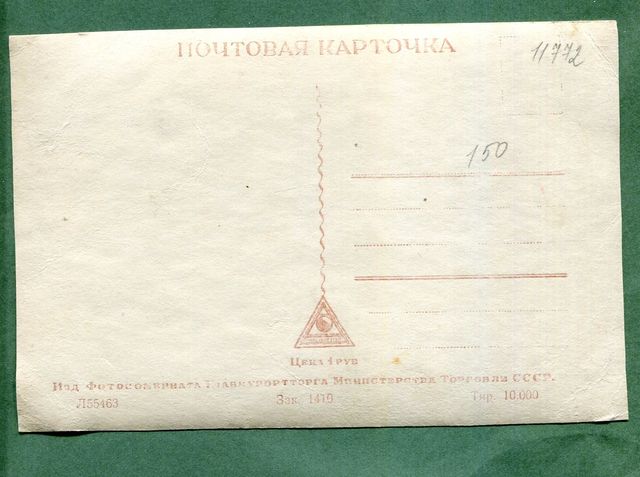 ПОЧТОВАЯ КАРТОЧКА
11772
150
ЦЕНА 1 РУБ
ИЗД ФОТОКОМБИНАТА ГЛАВКУРОРТТОРГА МИНИСТЕРСТВА ТОРГОВЛИ СССР.
Л55463 Зак. 1419 Тир. 10.000